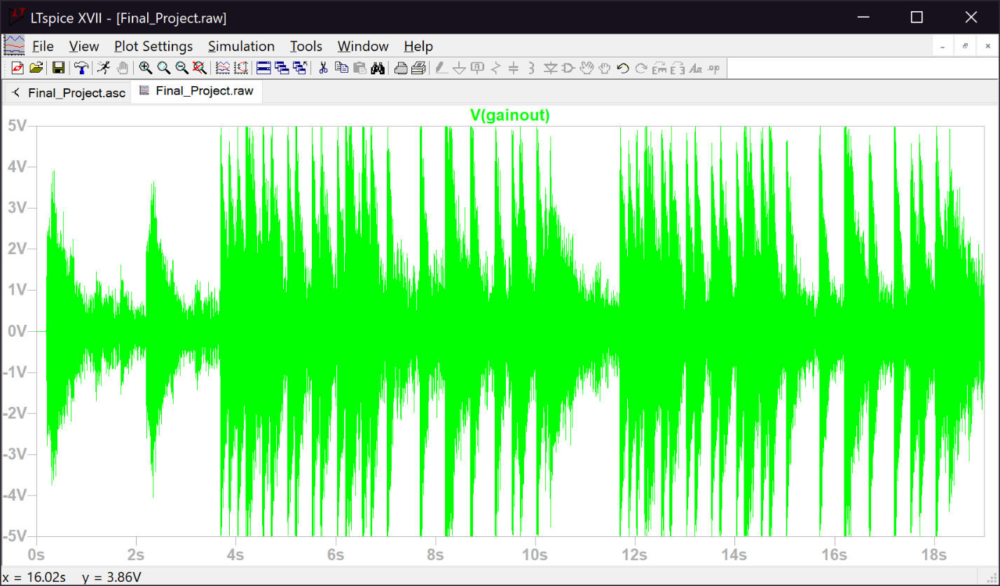 LTspice XVII - [Final_Project.raw]
File View Plot Settings Simulation Tools Window Help
Final_Project.asc Final_Project.raw
V(gainout)
5V
4V
3V
2V
1V
0V
-1V
-2V
-3V
-4V
-5V
0s 2s 4s 6s 8s 10s 12s 14s 16s 18s
x = 16.02s y = 3.86V